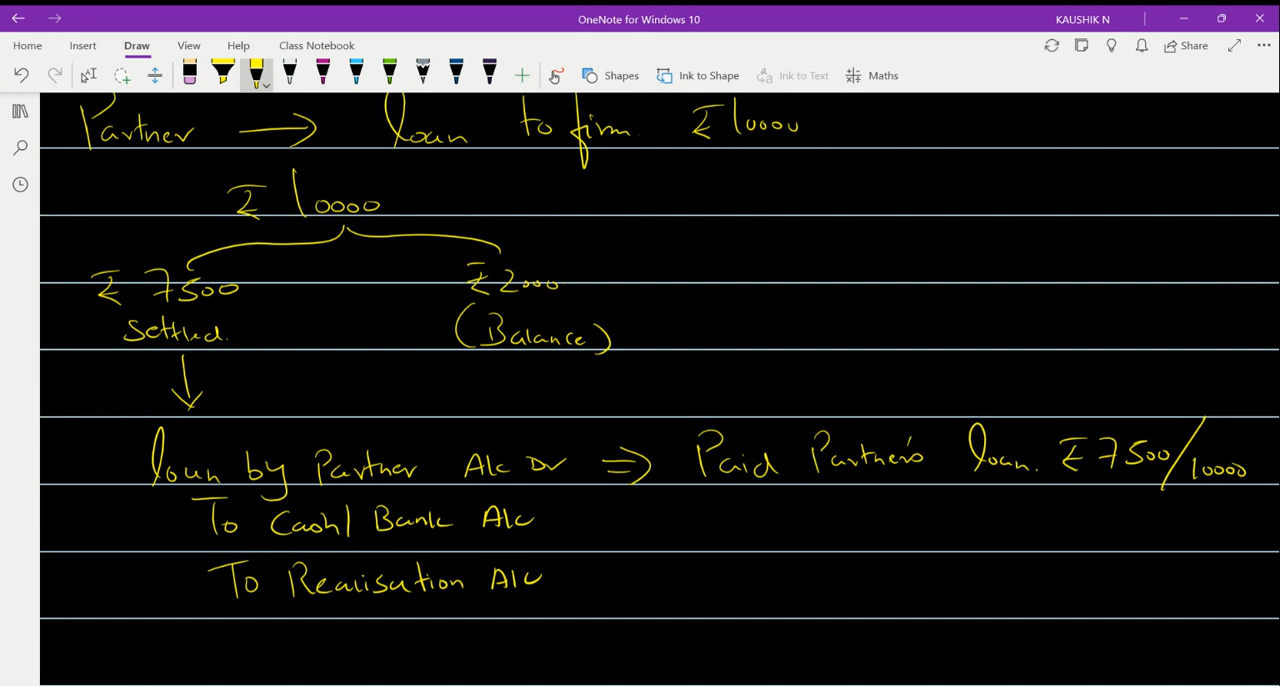 OneNote for Windows 10
KAUSHIK N
Home Insert Draw View Help Class Notebook
Share
Shapes Ink to Shape Ink to Text Maths
Partner → loan to firm. ₹ 10000
₹ 10000
₹ 7500 ₹ 2000
Settled. (Balance)
loan by Partner A/c Dr ⇒ Paid Partner's loan. ₹ 7500/10000
To Cash/ Bank A/c
To Realisation A/c